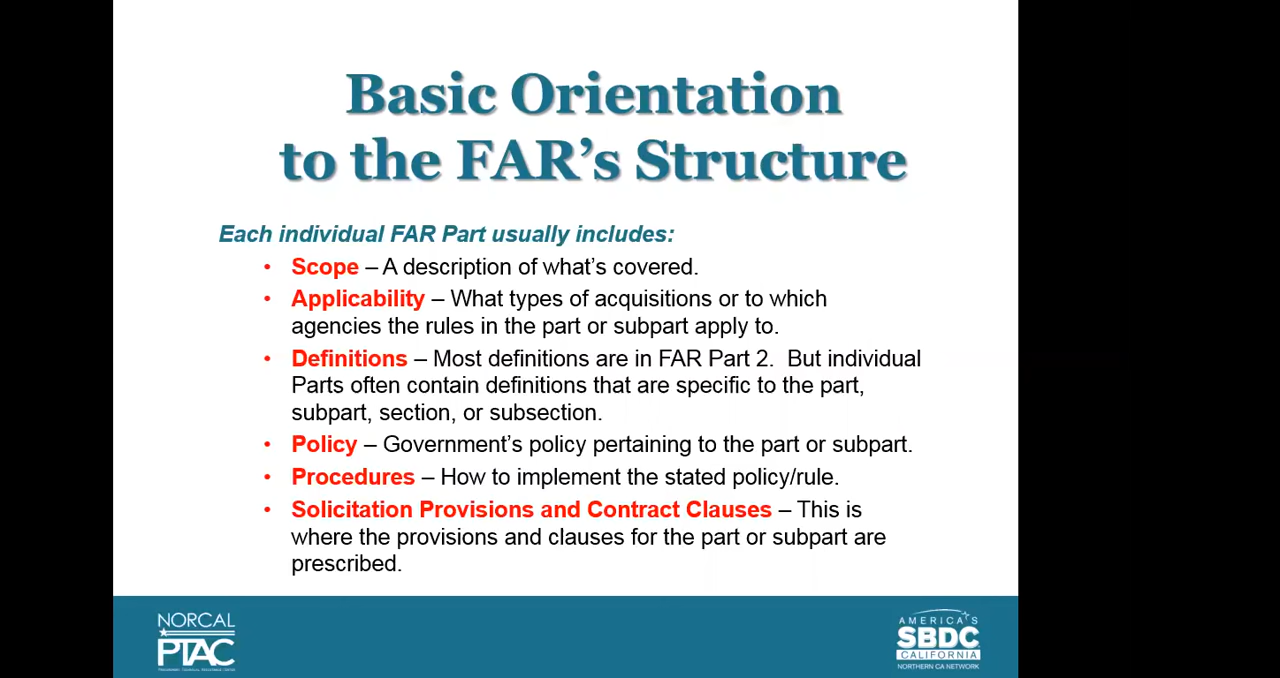 Basic Orientation
to the FAR’s Structure
Each individual FAR Part usually includes:
• Scope – A description of what’s covered.
• Applicability – What types of acquisitions or to which
agencies the rules in the part or subpart apply to.
• Definitions – Most definitions are in FAR Part 2.  But individual
Parts often contain definitions that are specific to the part,
subpart, section, or subsection.
• Policy – Government’s policy pertaining to the part or subpart.
• Procedures – How to implement the stated policy/rule.
• Solicitation Provisions and Contract Clauses – This is
where the provisions and clauses for the part or subpart are
prescribed.
NORCAL
PTAC
AMERICA'S
SBDC
CALIFORNIA
NORTHERN CA NETWORK